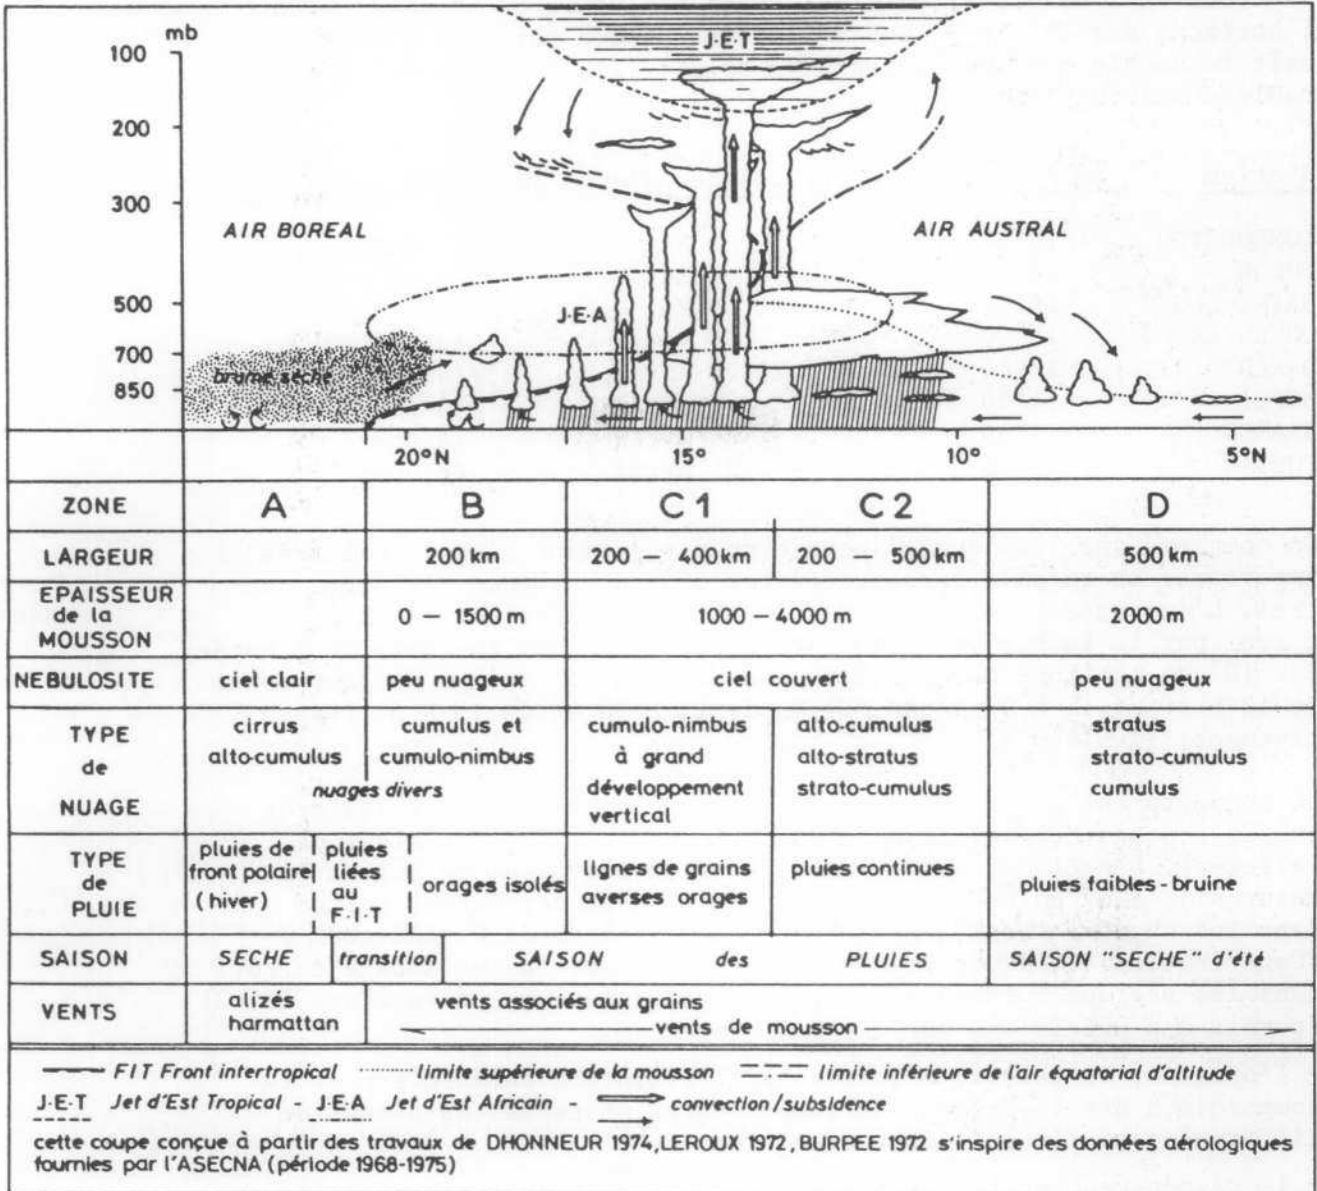 mb
100
200
300
500
700
850
J·E·T
AIR BOREAL
AIR AUSTRAL
J·E·A
brume sèche
20°N 15° 10° 5°N
ZONE A B C1 C2 D
LARGEUR 200 km 200 — 400km 200 — 500 km 500 km
EPAISSEUR de la MOUSSON 0 — 1500 m 1000 — 4000 m 2000 m
NEBULOSITE ciel clair peu nuageux ciel couvert peu nuageux
TYPE de NUAGE
cirrus
alto-cumulus
cumulus et
cumulo-nimbus
nuages divers
cumulo-nimbus
à grand
développement
vertical
alto-cumulus
alto-stratus
strato-cumulus
stratus
strato-cumulus
cumulus
TYPE de PLUIE
pluies de
front polaire
(hiver)
pluies
liées
au
F·I·T
orages isolés
lignes de grains
averses orages
pluies continues
pluies faibles - bruine
SAISON SECHE transition SAISON des PLUIES SAISON "SECHE" d'été
VENTS
alizés
harmattan
vents associés aux grains
vents de mousson
FIT Front intertropical limite supérieure de la mousson limite inférieure de l'air équatorial d'altitude
J·E·T Jet d'Est Tropical - J·E·A Jet d'Est Africain - convection/subsidence
cette coupe conçue à partir des travaux de DHONNEUR 1974, LEROUX 1972, BURPEE 1972 s'inspire des données aérologiques
fournies par l'ASECNA (période 1968-1975)